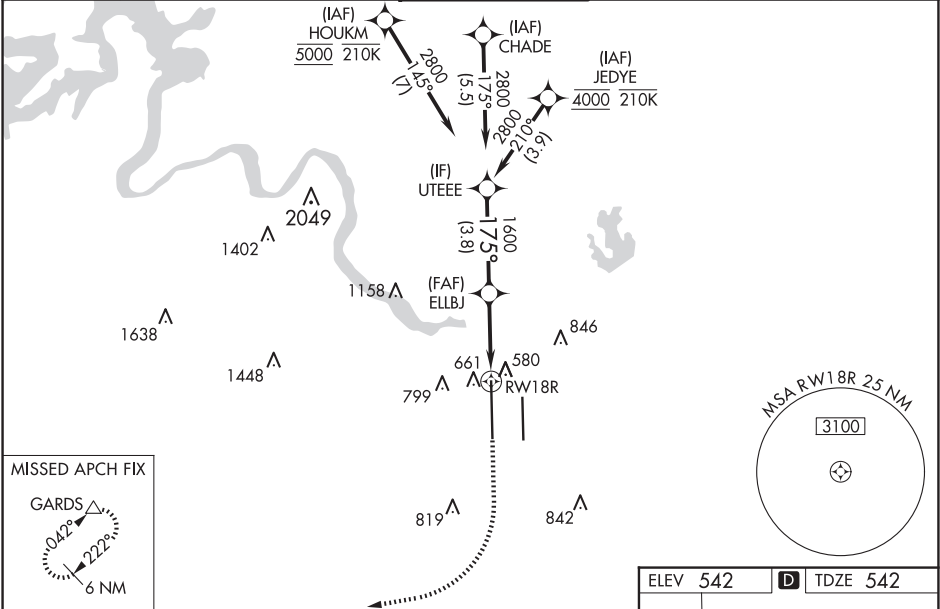 (IAF)
HOUKM
5000 210K
2800
145°
(7)
(IAF)
CHADE
2800
175°
(5.5)
(IAF)
JEDYE
4000 210K
2800
210°
(3.9)
(IF)
UTEEE
1600
175°
(3.8)
2049
1402
1158
(FAF)
ELLBJ
1638
846
1448
661
580
799
RW18R
MSA RW18R 25 NM
3100
MISSED APCH FIX
GARDS
042°
222°
6 NM
819
842
ELEV 542 D TDZE 542